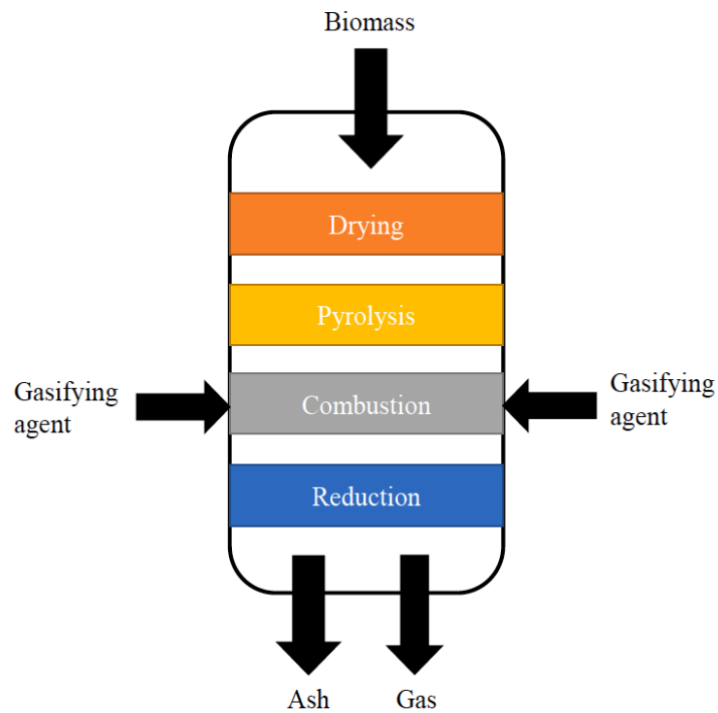 Biomass
Drying
Pyrolysis
Gasifying
agent
Combustion
Gasifying
agent
Reduction
Ash
Gas